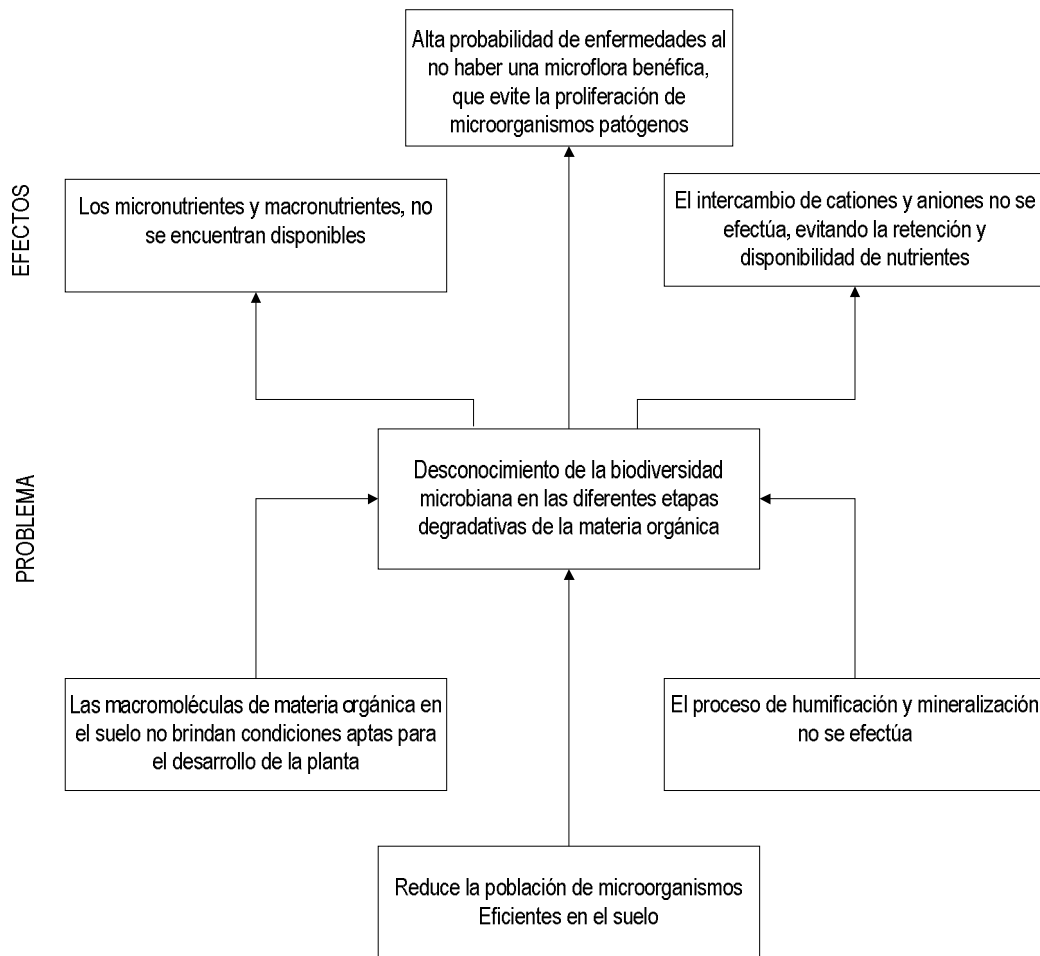 Alta probabilidad de enfermedades al
no haber una microflora benéfica,
que evite la proliferación de
microorganismos patógenos
EFECTOS
Los micronutrientes y macronutrientes, no
se encuentran disponibles
El intercambio de cationes y aniones no se
efectúa, evitando la retención y
disponibilidad de nutrientes
PROBLEMA
Desconocimiento de la biodiversidad
microbiana en las diferentes etapas
degradativas de la materia orgánica
Las macromoléculas de materia orgánica en
el suelo no brindan condiciones aptas para
el desarrollo de la planta
El proceso de humificación y mineralización
no se efectúa
Reduce la población de microorganismos
Eficientes en el suelo